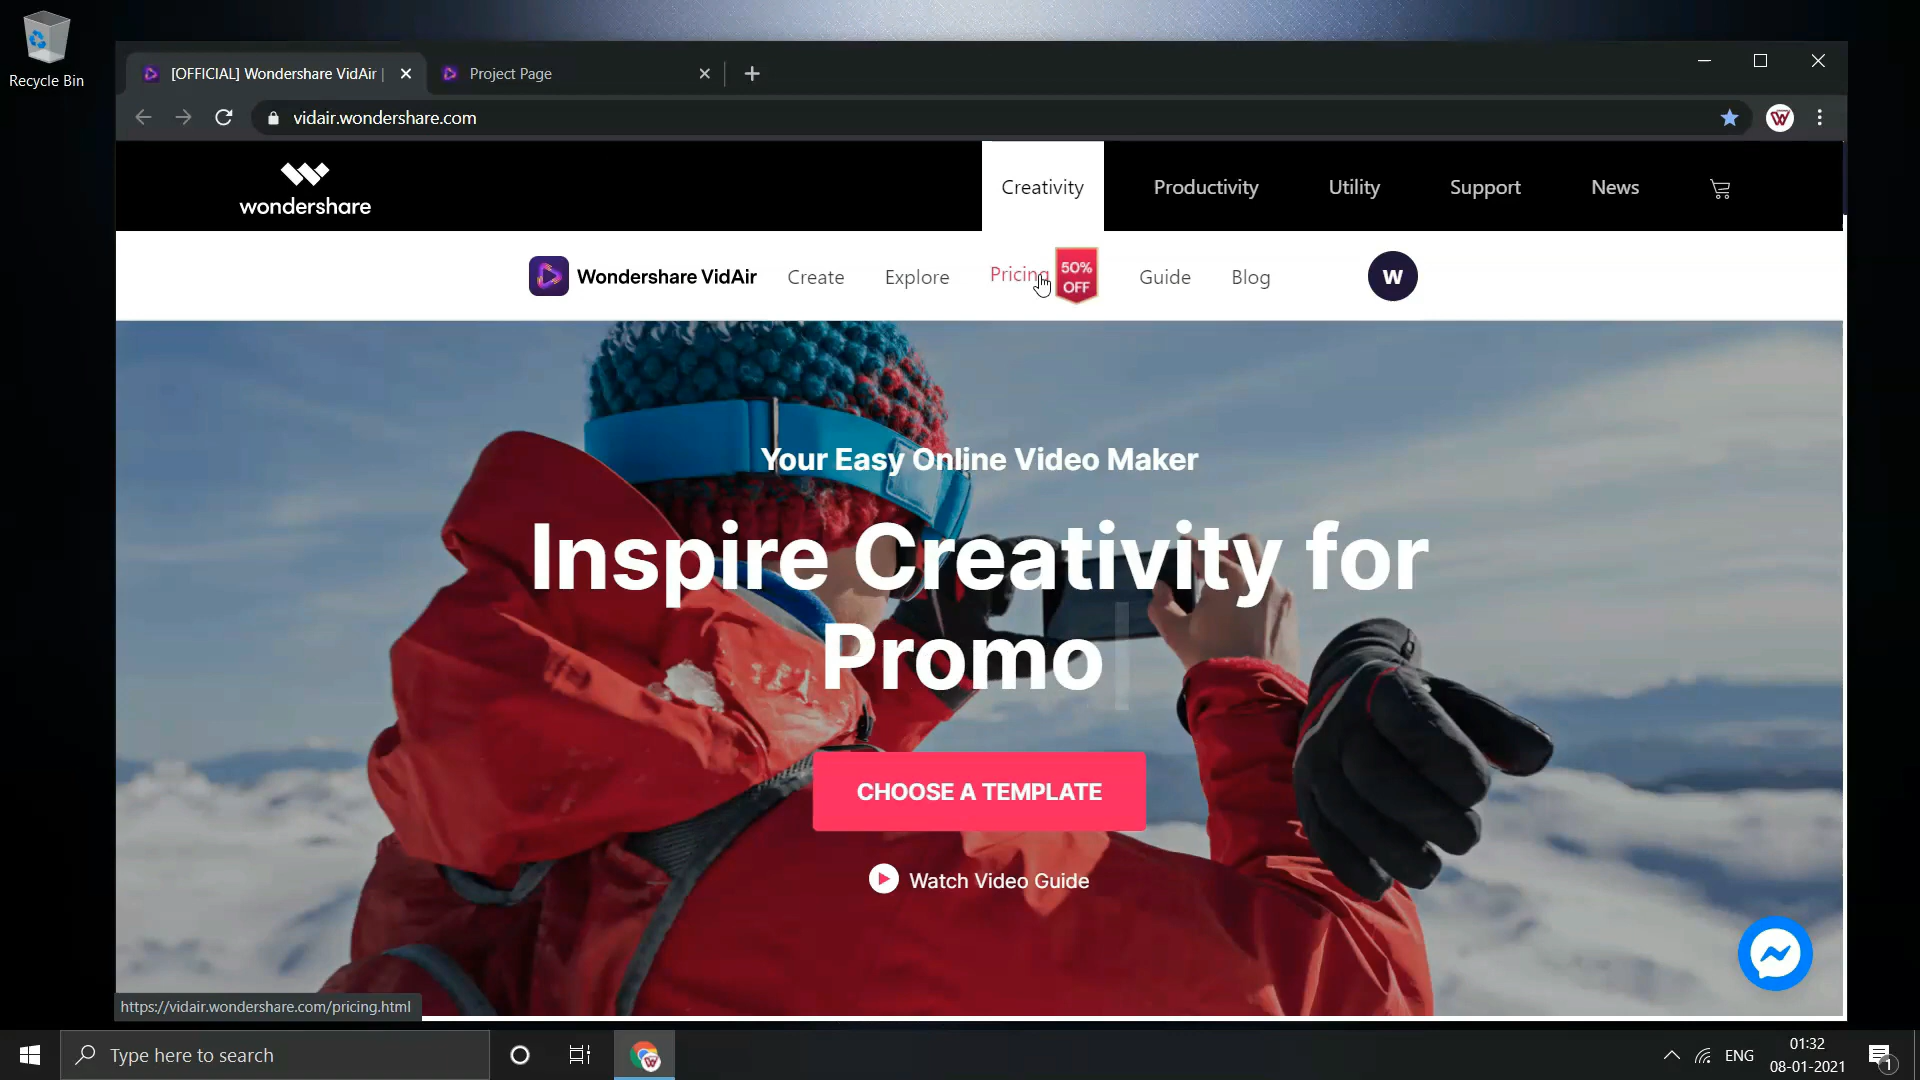 Recycle Bin
[OFFICIAL] Wondershare VidAir |
Project Page
vidair.wondershare.com
wondershare
Creativity
Productivity
Utility
Support
News
Wondershare VidAir
Create
Explore
Pricing
50%
OFF
Guide
Blog
W
Your Easy Online Video Maker
Inspire Creativity for
Promo
CHOOSE A TEMPLATE
Watch Video Guide
https://vidair.wondershare.com/pricing.html
Type here to search
ENG
01:32
08-01-2021
1